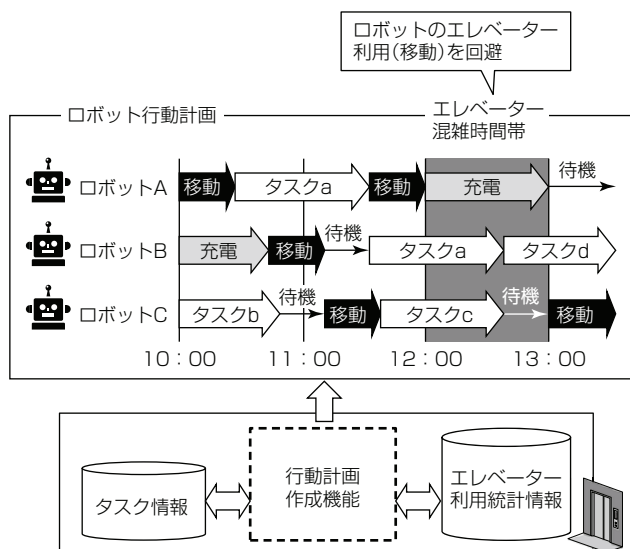 ロボットのエレベーター
利用(移動)を回避
ロボット行動計画
エレベーター
混雑時間帯
ロボットA
移動
タスクa
移動
充電
待機
ロボットB
充電
移動
待機
タスクa
タスクd
ロボットC
タスクb
待機
移動
タスクc
待機
移動
10：00
11：00
12：00
13：00
タスク情報
行動計画
作成機能
エレベーター
利用統計情報